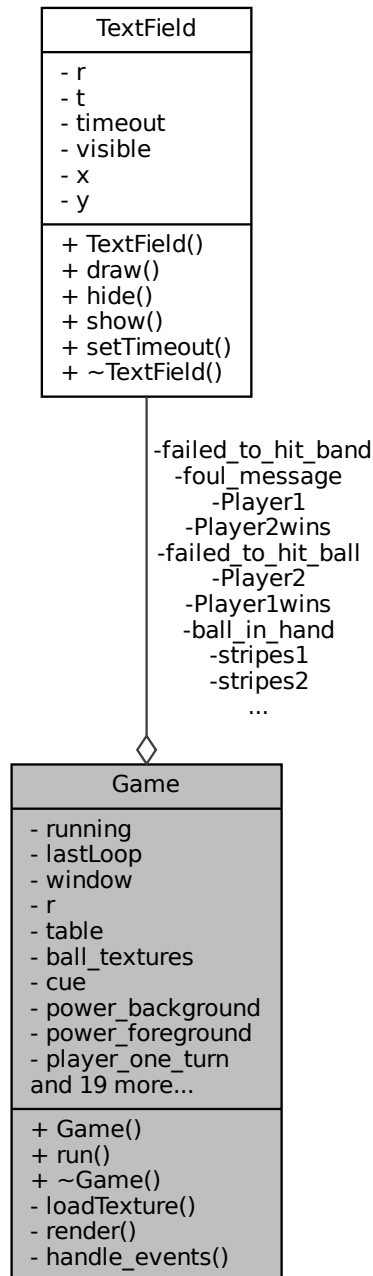 TextField
- r
- t
- timeout
- visible
- x
- y
+ TextField()
+ draw()
+ hide()
+ show()
+ setTimeout()
+ ~TextField()
-failed_to_hit_band
-foul_message
-Player1
-Player2wins
-failed_to_hit_ball
-Player2
-Player1wins
-ball_in_hand
-stripes1
-stripes2
...
Game
- running
- lastLoop
- window
- r
- table
- ball_textures
- cue
- power_background
- power_foreground
- player_one_turn
and 19 more...
+ Game()
+ run()
+ ~Game()
- loadTexture()
- render()
- handle_events()